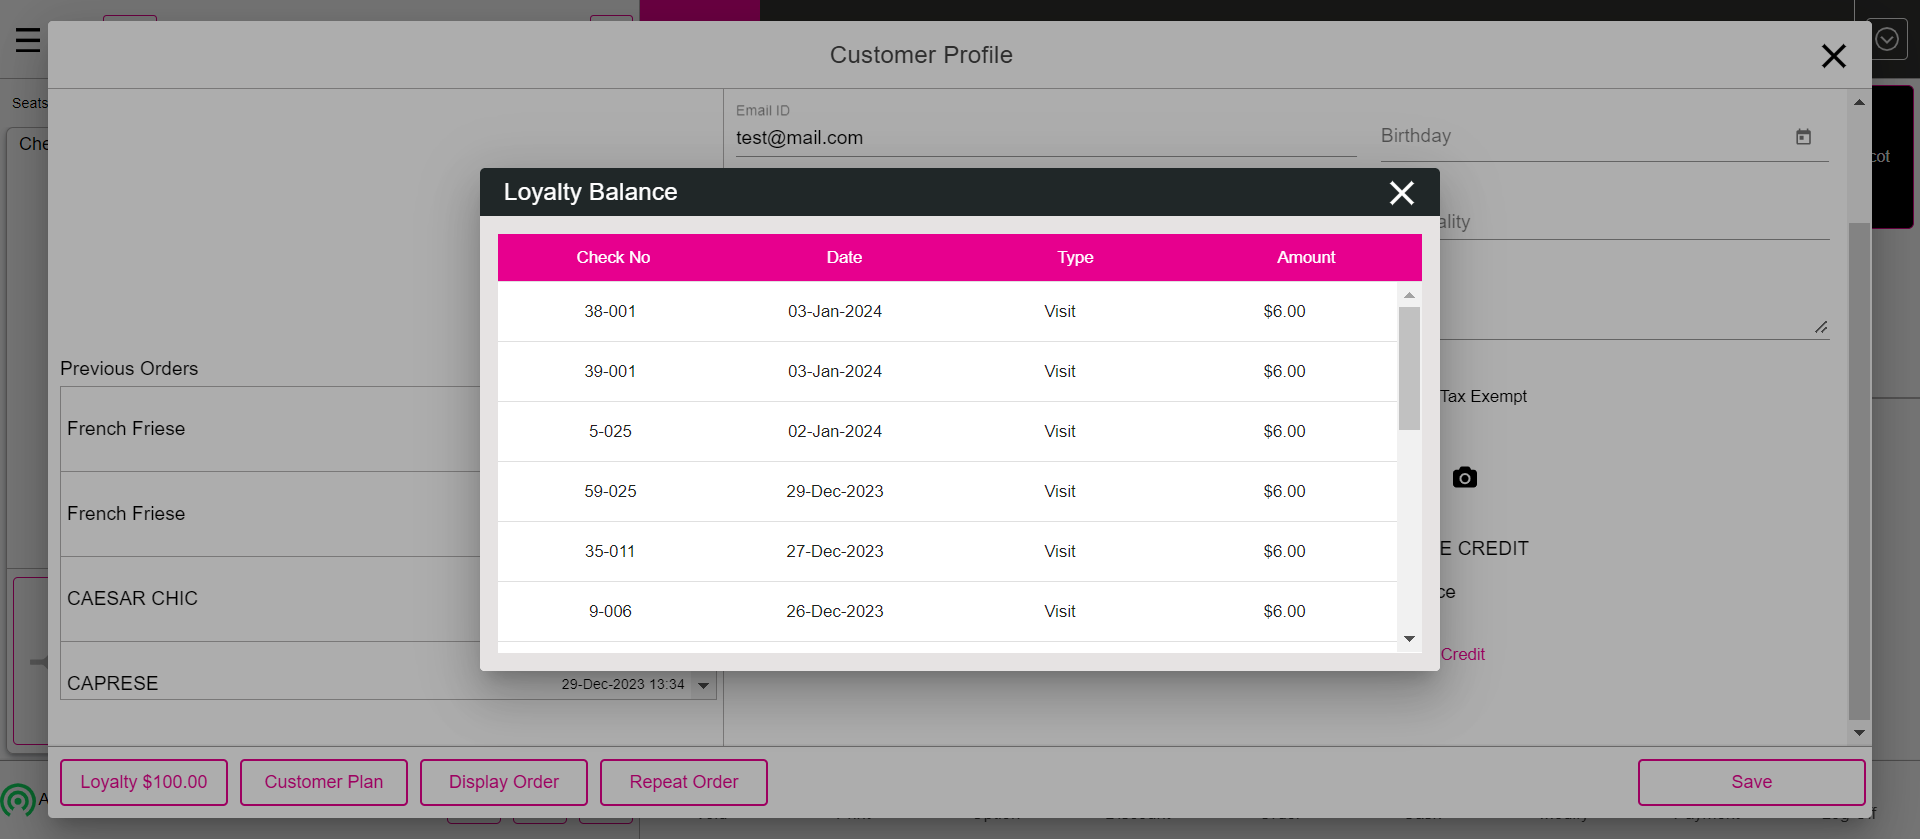 Customer Profile
Seats
Che
Email ID
test@mail.com
Birthday
cot
Loyalty Balance
ality
Check No Date Type Amount
38-001 03-Jan-2024 Visit $6.00
39-001 03-Jan-2024 Visit $6.00
5-025 02-Jan-2024 Visit $6.00
59-025 29-Dec-2023 Visit $6.00
35-011 27-Dec-2023 Visit $6.00
9-006 26-Dec-2023 Visit $6.00
Previous Orders
French Friese
French Friese
CAESAR CHIC
CAPRESE 29-Dec-2023 13:34
Tax Exempt
E CREDIT
ce
Credit
Loyalty $100.00 Customer Plan Display Order Repeat Order Save
A